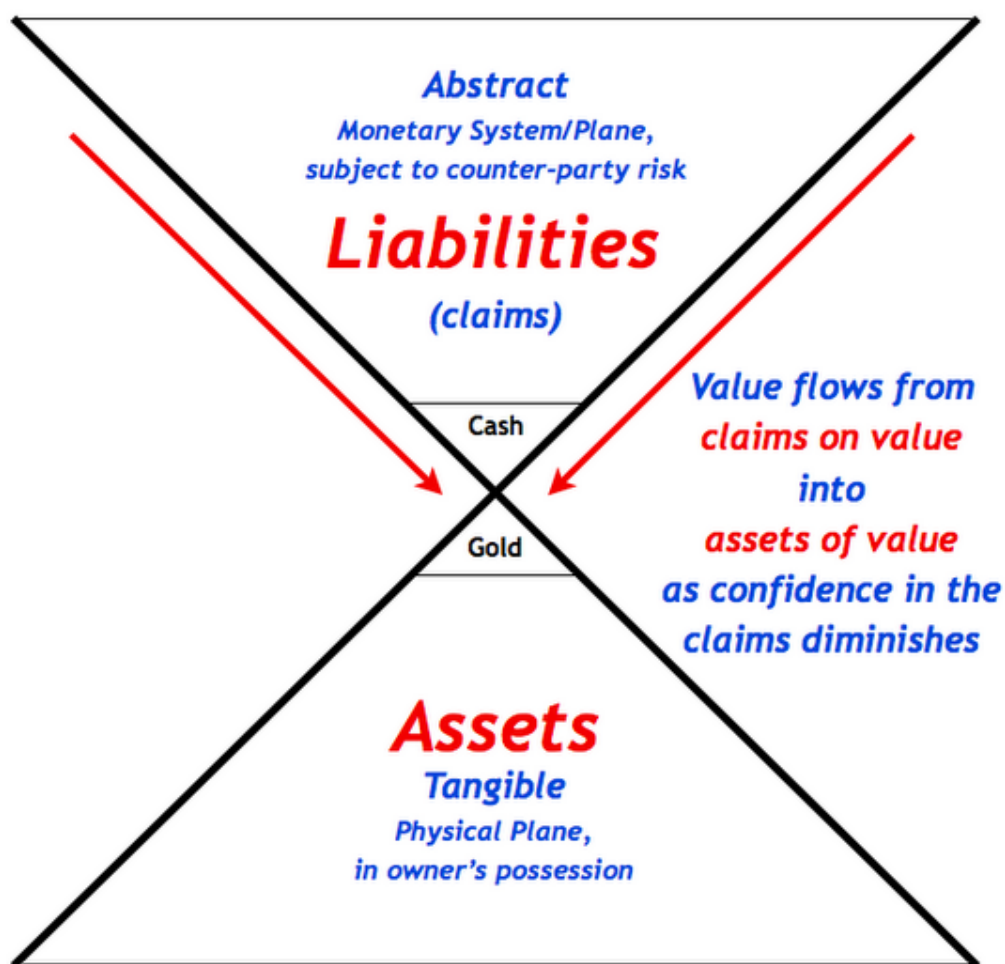 Abstract
Monetary System/Plane,
subject to counter-party risk
Liabilities
(claims)
Cash
Value flows from
claims on value
into
assets of value
as confidence in the
claims diminishes
Gold
Assets
Tangible
Physical Plane,
in owner's possession